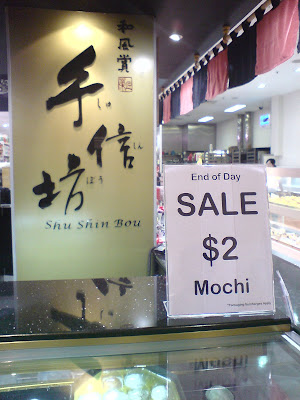 和風賞
手信坊
しゅ しん ぼう
Shu Shin Bou
End of Day
SALE
$2
Mochi